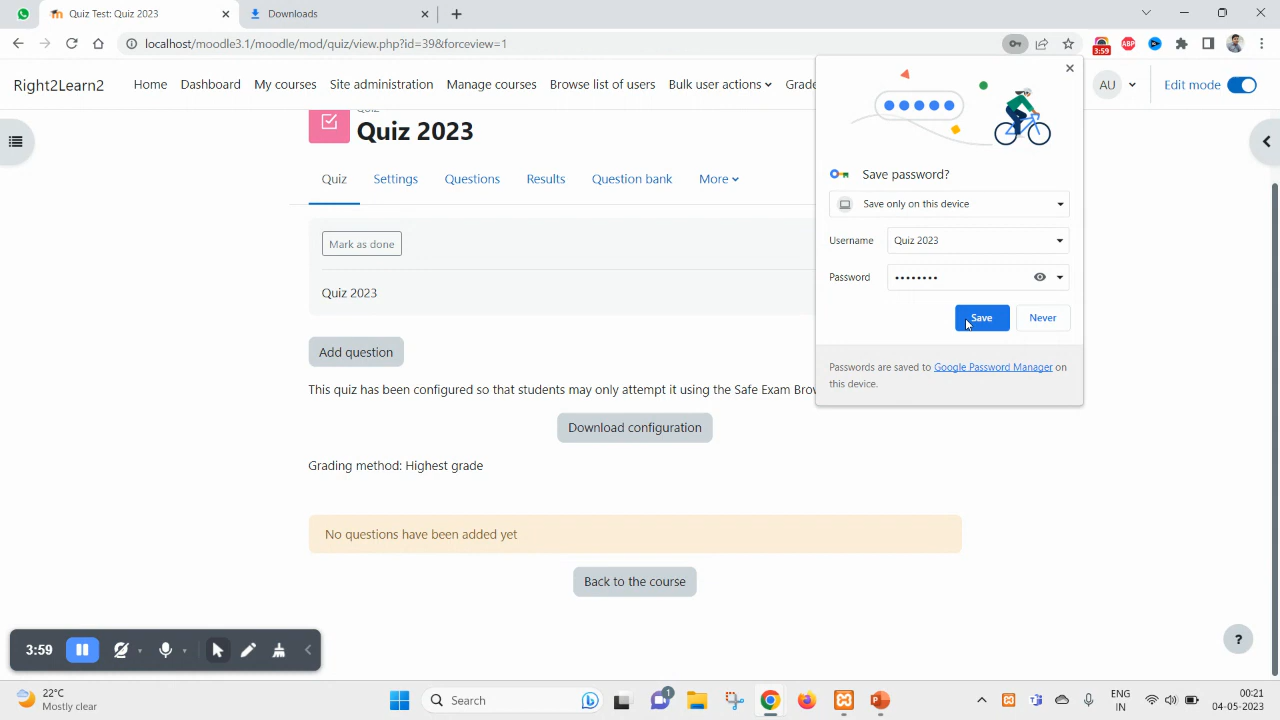 Quiz Test: Quiz 2023
Downloads
localhost/moodle3.1/moodle/mod/quiz/view.php?id=39&forceview=1
3:59
ABP
Right2Learn2
Home
Dashboard
My courses
Site administration
Manage courses
Browse list of users
Bulk user actions
Grade
AU
Edit mode
Quiz 2023
Quiz
Settings
Questions
Results
Question bank
More
Mark as done
Quiz 2023
Add question
This quiz has been configured so that students may only attempt it using the Safe Exam Brow
Download configuration
Grading method: Highest grade
No questions have been added yet
Back to the course
Save password?
Save only on this device
Username
Quiz 2023
Password
Save
Never
Passwords are saved to Google Password Manager on
this device.
3:59
?
22°C
Mostly clear
Search
1
ENG
IN
00:21
04-05-2023